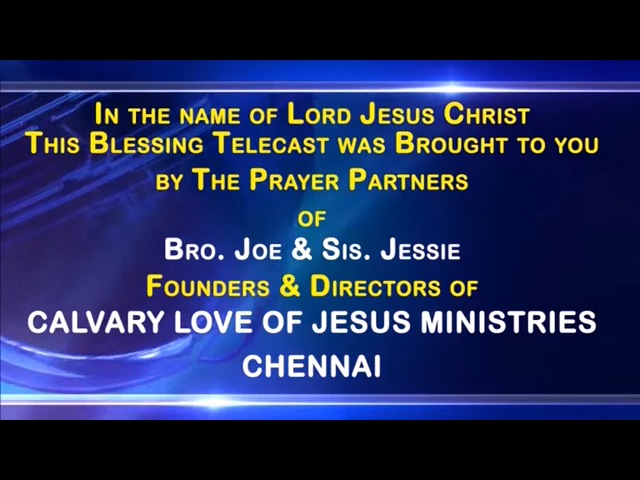 In the name of Lord Jesus Christ
This Blessing Telecast was Brought to you
by The Prayer Partners
of
Bro. Joe & Sis. Jessie
Founders & Directors of
CALVARY LOVE OF JESUS MINISTRIES
CHENNAI